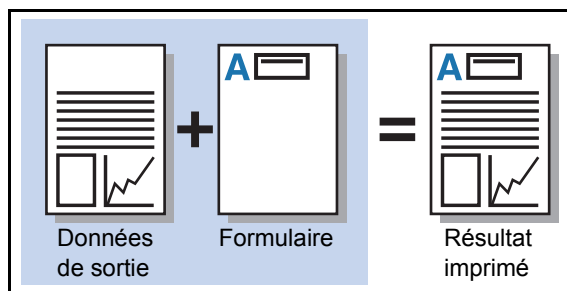 A
A
Données
de sortie
Formulaire
Résultat
imprimé